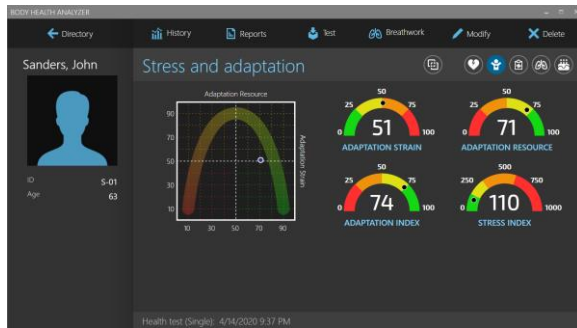 BODY HEALTH ANALYZER
Directory
History
Reports
Test
Breathwork
Modify
Delete
Sanders, John
ID S-01
Age 63
Stress and adaptation
Adaptation Resource
90
70
50
30
10
10 30 50 70 90
Adaptation Strain
0 25 50 75 100
51
ADAPTATION STRAIN
0 25 50 75 100
71
ADAPTATION RESOURCE
0 25 50 75 100
74
ADAPTATION INDEX
0 250 500 750 1000
110
STRESS INDEX
Health test (Single): 4/14/2020 9:37 PM